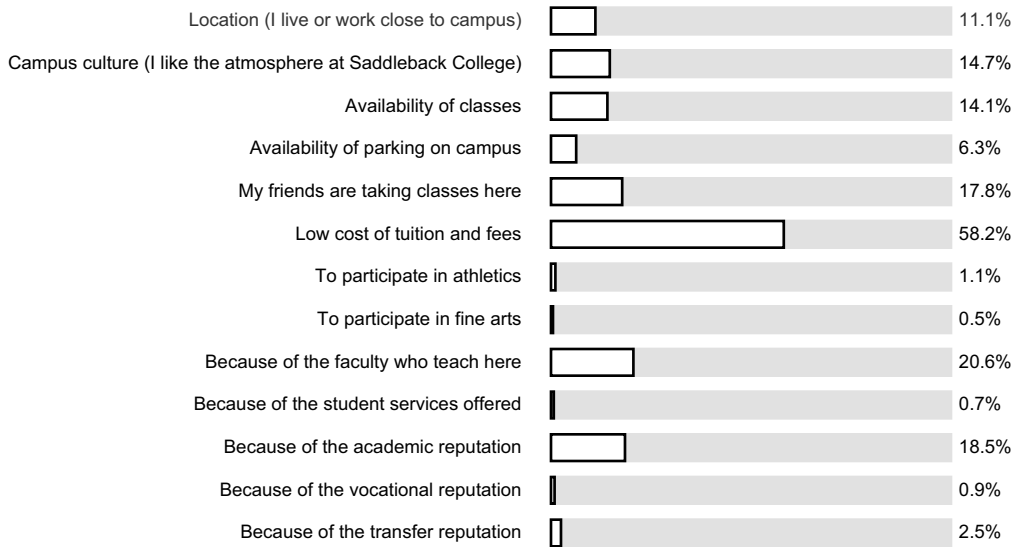 Location (I live or work close to campus) 11.1%
Campus culture (I like the atmosphere at Saddleback College) 14.7%
Availability of classes 14.1%
Availability of parking on campus 6.3%
My friends are taking classes here 17.8%
Low cost of tuition and fees 58.2%
To participate in athletics 1.1%
To participate in fine arts 0.5%
Because of the faculty who teach here 20.6%
Because of the student services offered 0.7%
Because of the academic reputation 18.5%
Because of the vocational reputation 0.9%
Because of the transfer reputation 2.5%